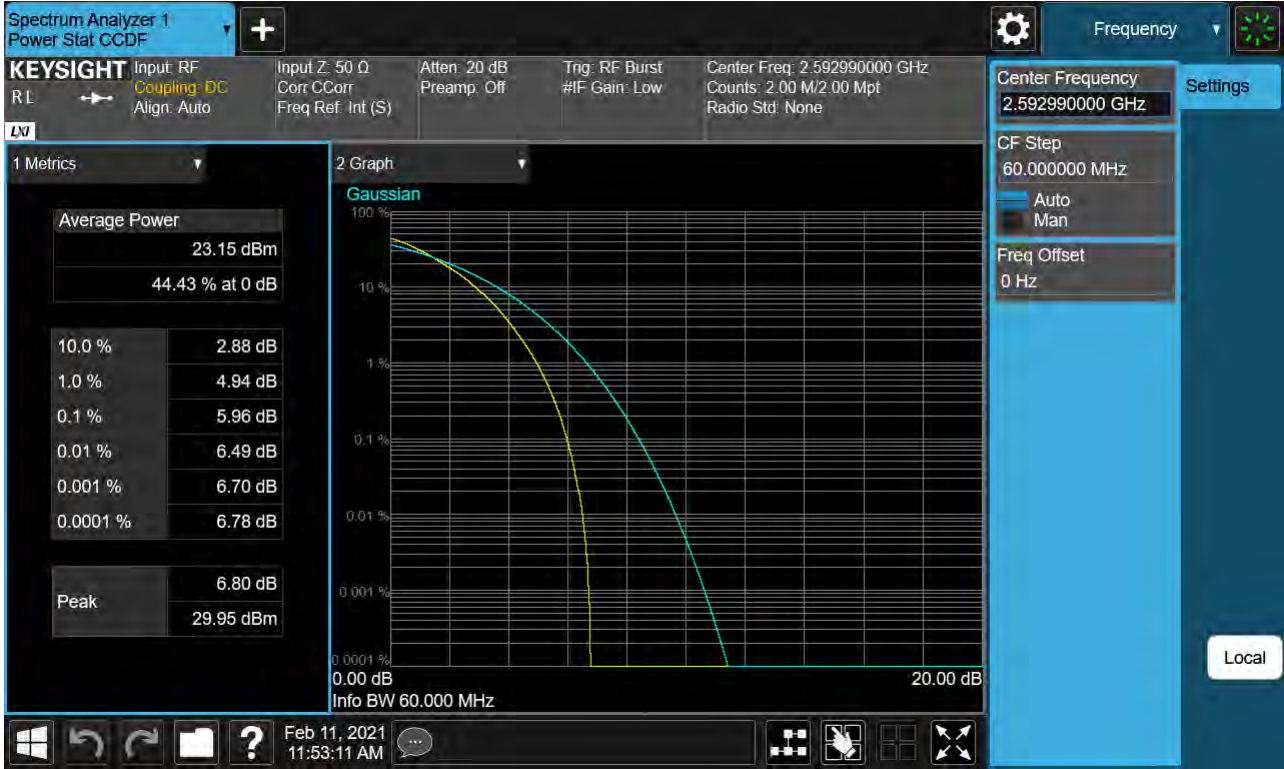 Spectrum Analyzer 1
Power Stat CCDF
+
Frequency
KEYSIGHT
RL
LXI
Input: RF
Coupling: DC
Align: Auto
Input Z: 50 Ω
Corr CCorr
Freq Ref: Int (S)
Atten: 20 dB
Preamp: Off
Trig: RF Burst
#IF Gain: Low
Center Freq: 2.592990000 GHz
Counts: 2.00 M/2.00 Mpt
Radio Std: None
1 Metrics
Average Power
23.15 dBm
44.43 % at 0 dB
10.0 % 2.88 dB
1.0 % 4.94 dB
0.1 % 5.96 dB
0.01 % 6.49 dB
0.001 % 6.70 dB
0.0001 % 6.78 dB
Peak
6.80 dB
29.95 dBm
2 Graph
Gaussian
100 %
10 %
1 %
0.1 %
0.01 %
0.001 %
0.0001 %
0.00 dB 20.00 dB
Info BW 60.000 MHz
Center Frequency
2.592990000 GHz
CF Step
60.000000 MHz
Auto
Man
Freq Offset
0 Hz
Settings
Local
?
Feb 11, 2021
11:53:11 AM